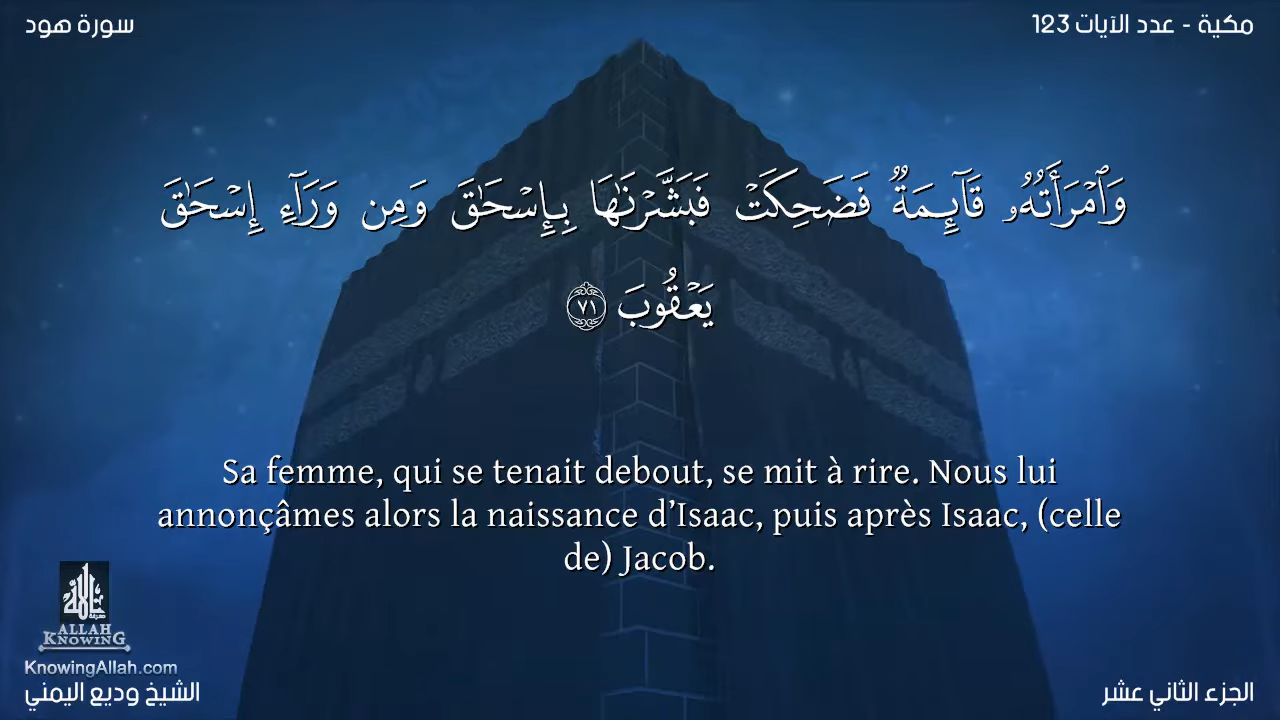 سورة هود
مكية - عدد الآيات 123
وَٱمْرَأَتُهُۥ قَآئِمَةٌ فَضَحِكَتْ فَبَشَّرْنَٰهَا بِإِسْحَٰقَ وَمِن وَرَآءِ إِسْحَٰقَ
يَعْقُوبَ ٧١
Sa femme, qui se tenait debout, se mit à rire. Nous lui
annonçâmes alors la naissance d’Isaac, puis après Isaac, (celle
de) Jacob.
معرفة الله
ALLAH
KNOWING
KnowingAllah.com
الشيخ وديع اليمني
الجزء الثاني عشر